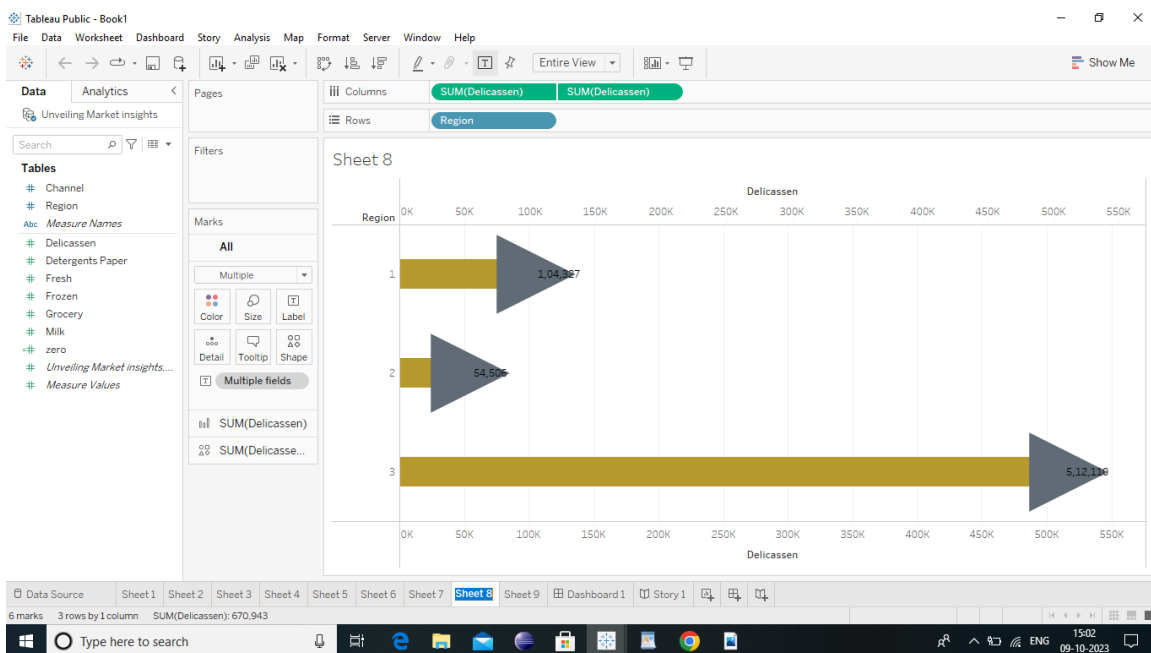 Tableau Public - Book1
File Data Worksheet Dashboard Story Analysis Map Format Server Window Help
Entire View
Show Me
Data Analytics
Unveiling Market insights
Search
Tables
# Channel
# Region
Abc Measure Names
# Delicassen
# Detergents Paper
# Fresh
# Frozen
# Grocery
# Milk
# zero
# Unveiling Market insights....
# Measure Values
Pages
Filters
Marks
All
Multiple
Color Size Label
Detail Tooltip Shape
Multiple fields
SUM(Delicassen)
SUM(Delicasse...
Columns SUM(Delicassen) SUM(Delicassen)
Rows Region
Sheet 8
Delicassen
Region 0K 50K 100K 150K 200K 250K 300K 350K 400K 450K 500K 550K
1 1,04,327
2 54,506
3 5,12,110
0K 50K 100K 150K 200K 250K 300K 350K 400K 450K 500K 550K
Delicassen
Data Source Sheet 1 Sheet 2 Sheet 3 Sheet 4 Sheet 5 Sheet 6 Sheet 7 Sheet 8 Sheet 9 Dashboard 1 Story 1
6 marks 3 rows by 1 column SUM(Delicassen): 670,943
Type here to search
ENG
15:02
09-10-2023